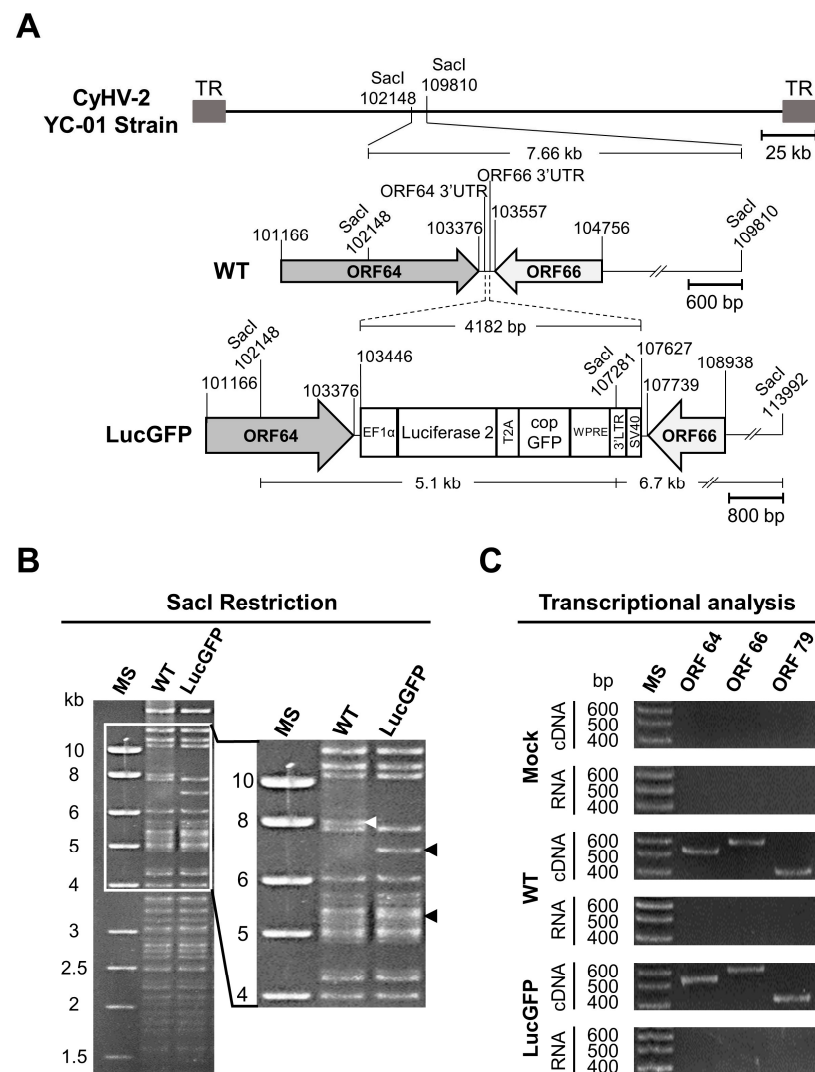 A
CyHV-2
YC-01 Strain
TR
SacI
102148
SacI
109810
TR
25 kb
7.66 kb
ORF64 3'UTR
ORF66 3'UTR
WT
101166
SacI
102148
103376
103557
104756
SacI
109810
ORF64
ORF66
600 bp
4182 bp
LucGFP
101166
SacI
102148
103376
103446
SacI
107281
107627
107739
108938
SacI
113992
ORF64
EF1α
Luciferase 2
T2A
cop
GFP
WPRE
3'LTR
SV40
ORF66
5.1 kb
6.7 kb
800 bp
B
SacI Restriction
kb
MS
WT
LucGFP
10
8
6
5
4
3
2.5
2
1.5
MS
WT
LucGFP
10
8
6
5
4
C
Transcriptional analysis
bp
MS
ORF 64
ORF 66
ORF 79
Mock
cDNA
600
500
400
RNA
600
500
400
WT
cDNA
600
500
400
RNA
600
500
400
LucGFP
cDNA
600
500
400
RNA
600
500
400